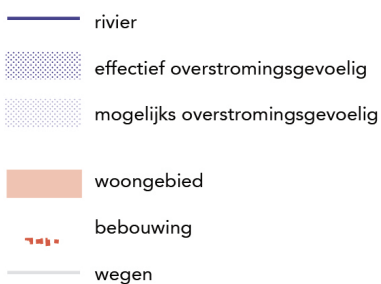 rivier
effectief overstromingsgevoelig
mogelijks overstromingsgevoelig
woongebied
bebouwing
wegen